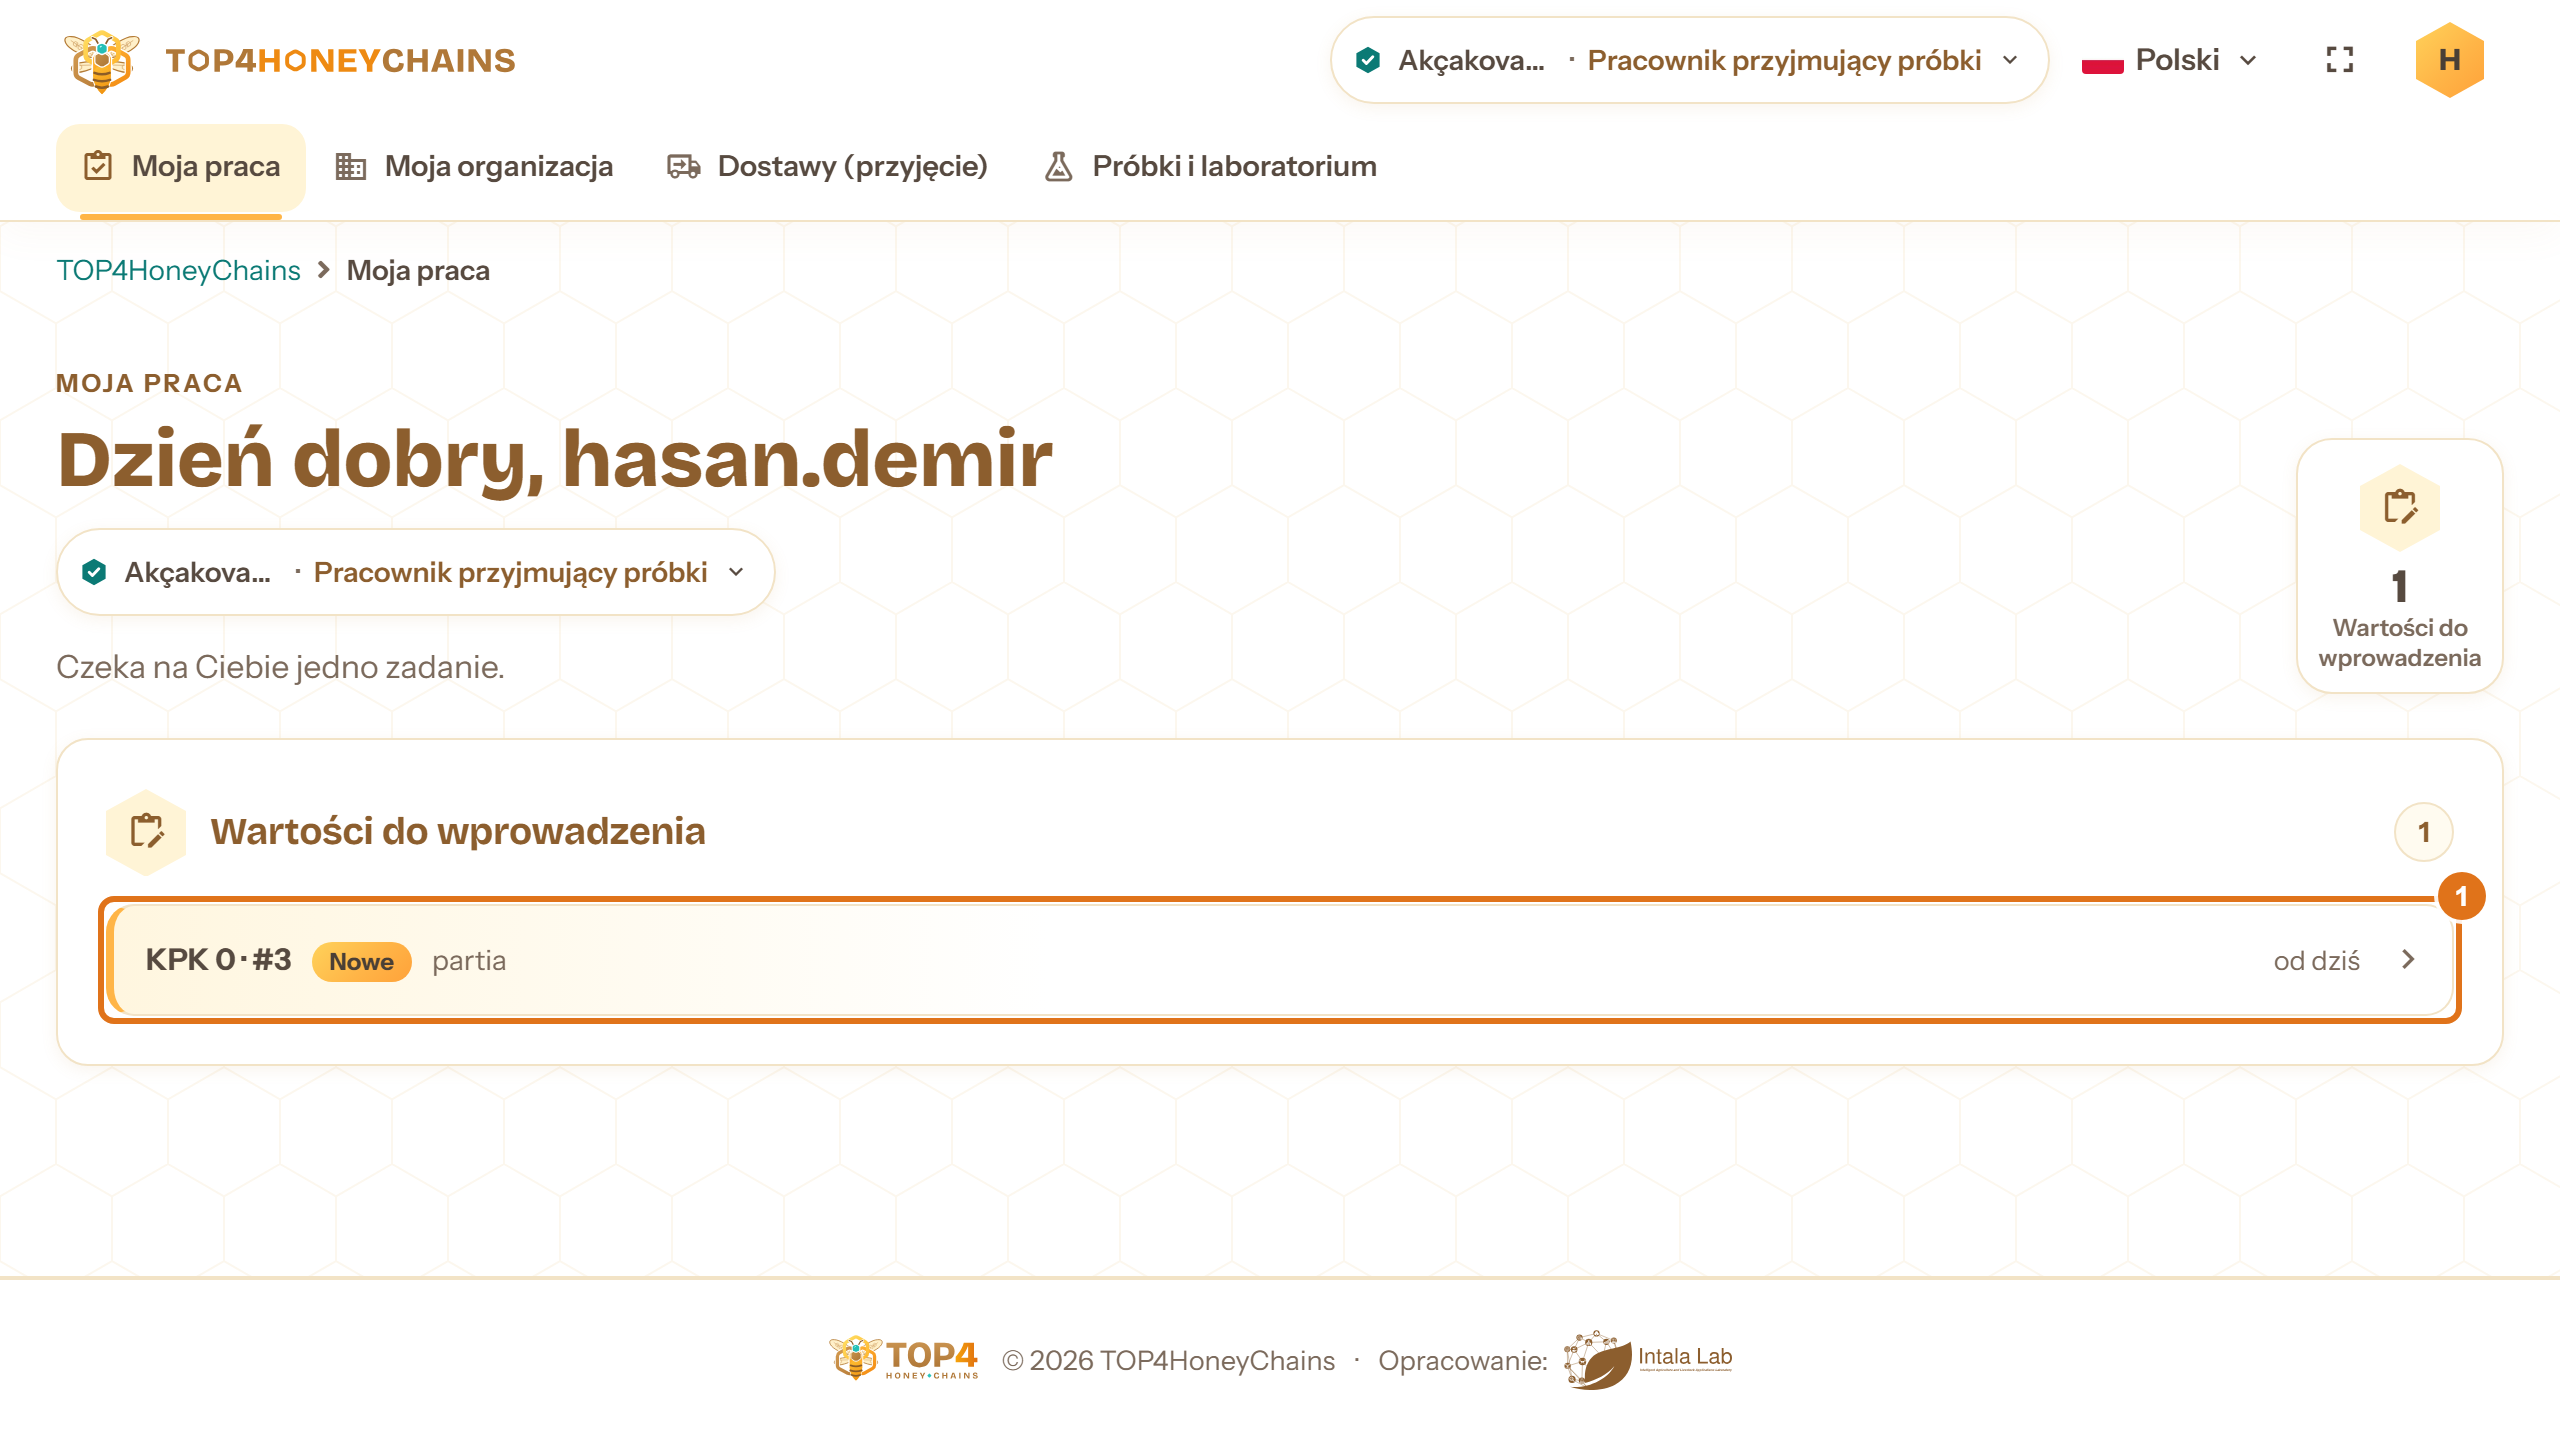 TOP4HONEYCHAINS
Akçakova... · Pracownik przyjmujący próbki
Polski
H
Moja praca
Moja organizacja
Dostawy (przyjęcie)
Próbki i laboratorium
TOP4HoneyChains > Moja praca
MOJA PRACA
Dzień dobry, hasan.demir
Akçakova... · Pracownik przyjmujący próbki
Czeka na Ciebie jedno zadanie.
1
Wartości do
wprowadzenia
Wartości do wprowadzenia
1
1
KPK 0 · #3 Nowe partia
od dziś
TOP4
HONEY CHAINS
© 2026 TOP4HoneyChains · Opracowanie:
Intala Lab